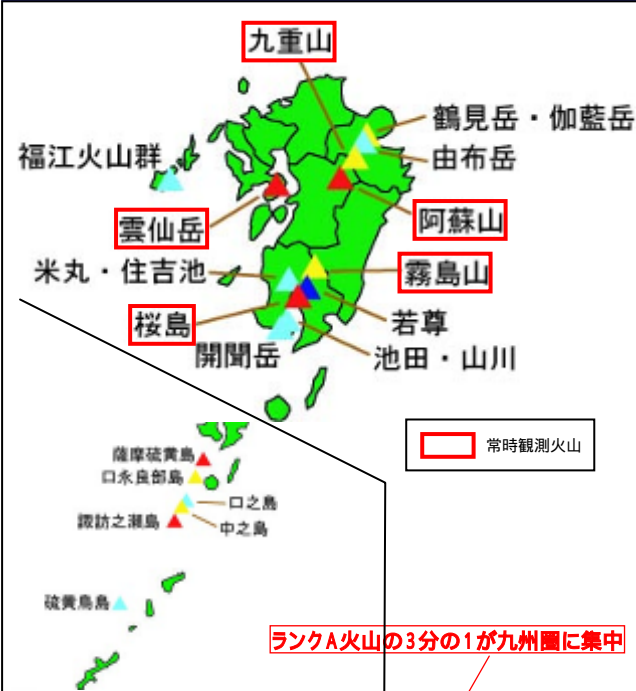 九重山
鶴見岳・伽藍岳
由布岳
福江火山群
雲仙岳
阿蘇山
米丸・住吉池
霧島山
桜島
若尊
開聞岳
池田・山川
常時観測火山
薩摩硫黄島
口永良部島
口之島
諏訪之瀬島
中之島
硫黄鳥島
ランクA火山の3分の1が九州圏に集中